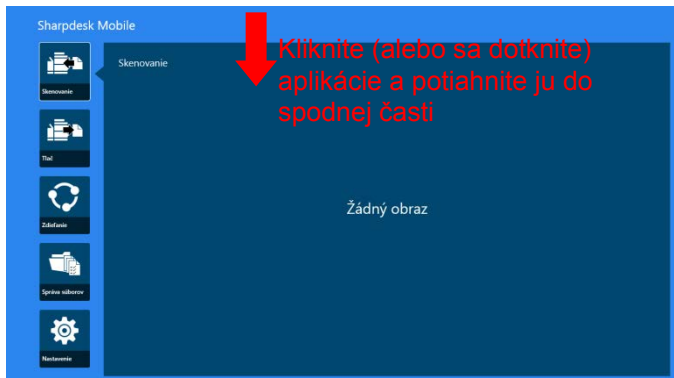 Sharpdesk Mobile
Skenovanie
Kliknite (alebo sa dotknite)
aplikácie a potiahnite ju do
spodnej časti
Skenovanie
Tlač
Zdieľanie
Žádný obraz
Správa súborov
Nastavenie